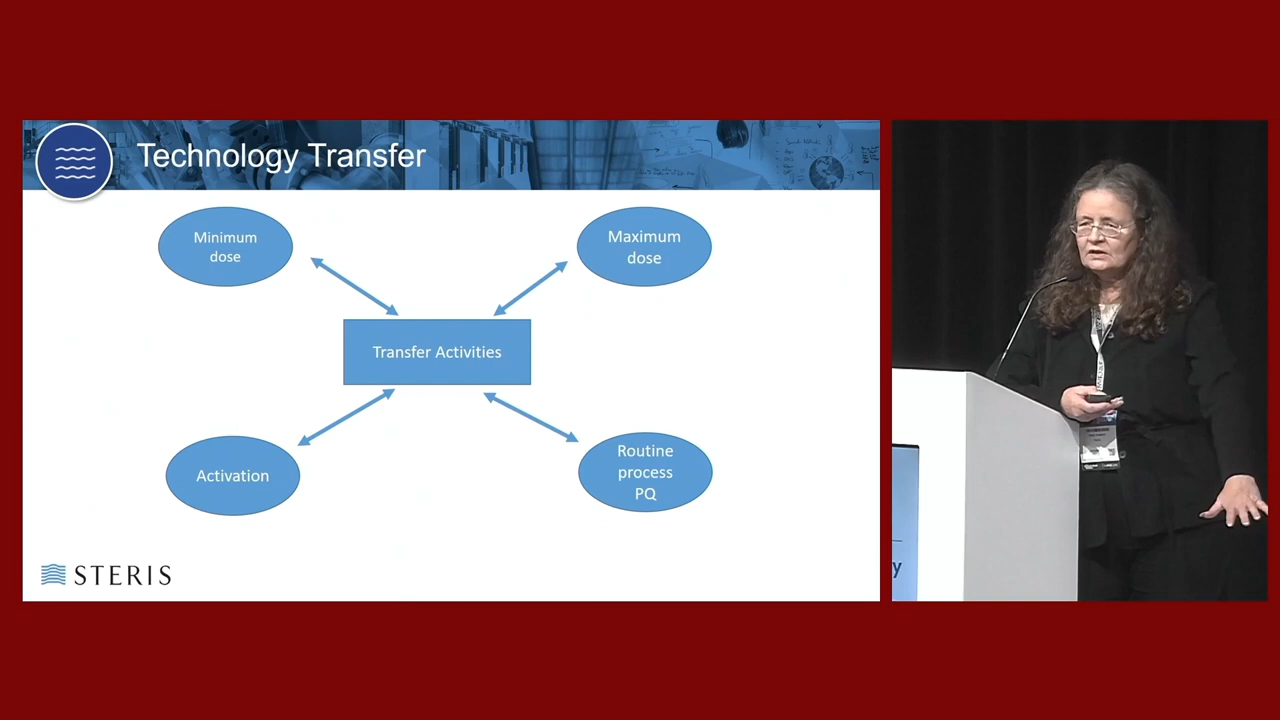 Technology Transfer
Minimum
dose
Maximum
dose
Transfer Activities
Activation
Routine
process
PQ
STERIS
y